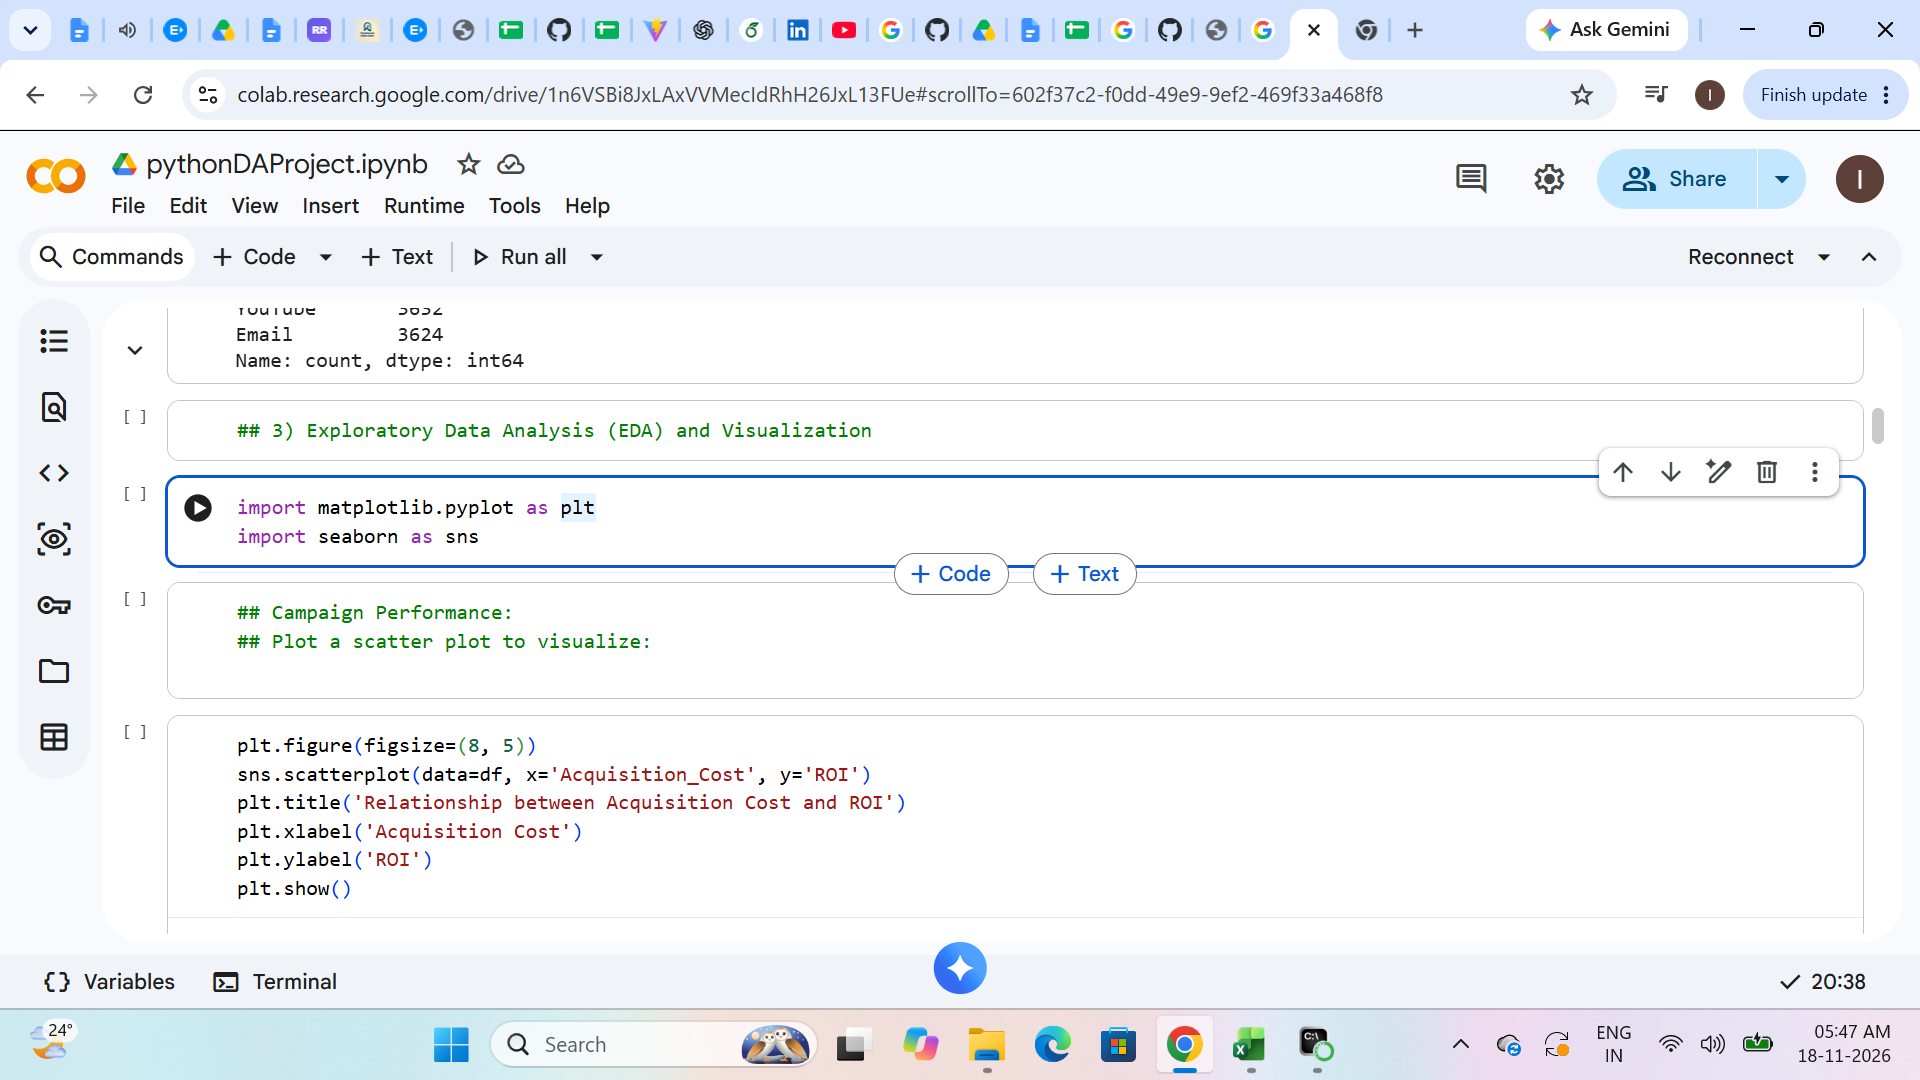 Ask Gemini
colab.research.google.com/drive/1n6VSBi8JxLAxVVMecIdRhH26JxL13FUe#scrollTo=602f37c2-f0dd-49e9-9ef2-469f33a468f8
I
Finish update
pythonDAProject.ipynb
File Edit View Insert Runtime Tools Help
Share
I
Commands + Code + Text Run all
Reconnect
YouTube 3632
Email 3624
Name: count, dtype: int64
[ ]
## 3) Exploratory Data Analysis (EDA) and Visualization
[ ]
import matplotlib.pyplot as plt
import seaborn as sns
+ Code + Text
[ ]
## Campaign Performance:
## Plot a scatter plot to visualize:
[ ]
plt.figure(figsize=(8, 5))
sns.scatterplot(data=df, x='Acquisition_Cost', y='ROI')
plt.title('Relationship between Acquisition Cost and ROI')
plt.xlabel('Acquisition Cost')
plt.ylabel('ROI')
plt.show()
{} Variables Terminal
20:38
24°
Search
ENG
IN
05:47 AM
18-11-2026